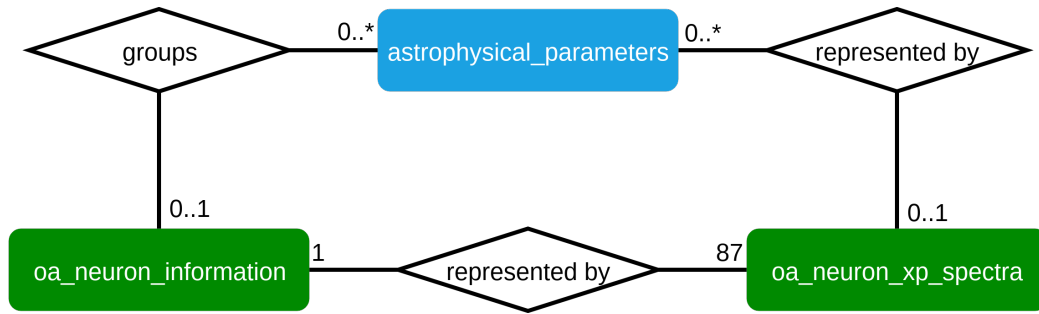 groups
0..*
astrophysical_parameters
0..*
represented by
0..1
0..1
oa_neuron_information
1
represented by
87
oa_neuron_xp_spectra